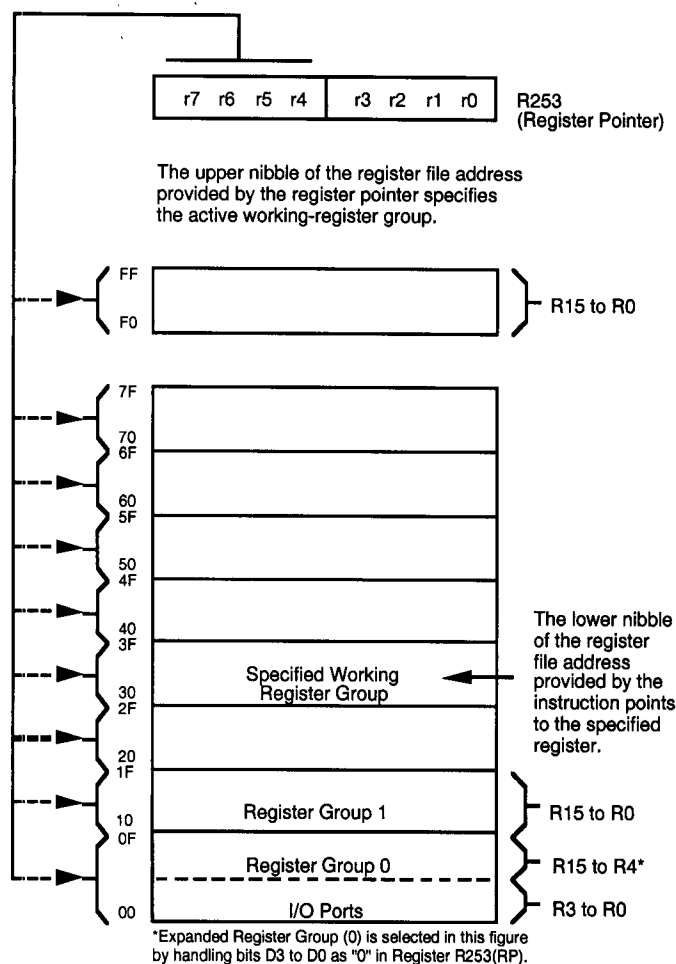 r7 r6 r5 r4 r3 r2 r1 r0
R253
(Register Pointer)
The upper nibble of the register file address
provided by the register pointer specifies
the active working-register group.
FF
F0
R15 to R0
7F
70
6F
60
5F
50
4F
40
3F
30
2F
20
1F
10
0F
00
Specified Working
Register Group
The lower nibble
of the register
file address
provided by the
instruction points
to the specified
register.
Register Group 1
R15 to R0
Register Group 0
R15 to R4*
I/O Ports
R3 to R0
*Expanded Register Group (0) is selected in this figure
by handling bits D3 to D0 as "0" in Register R253(RP).